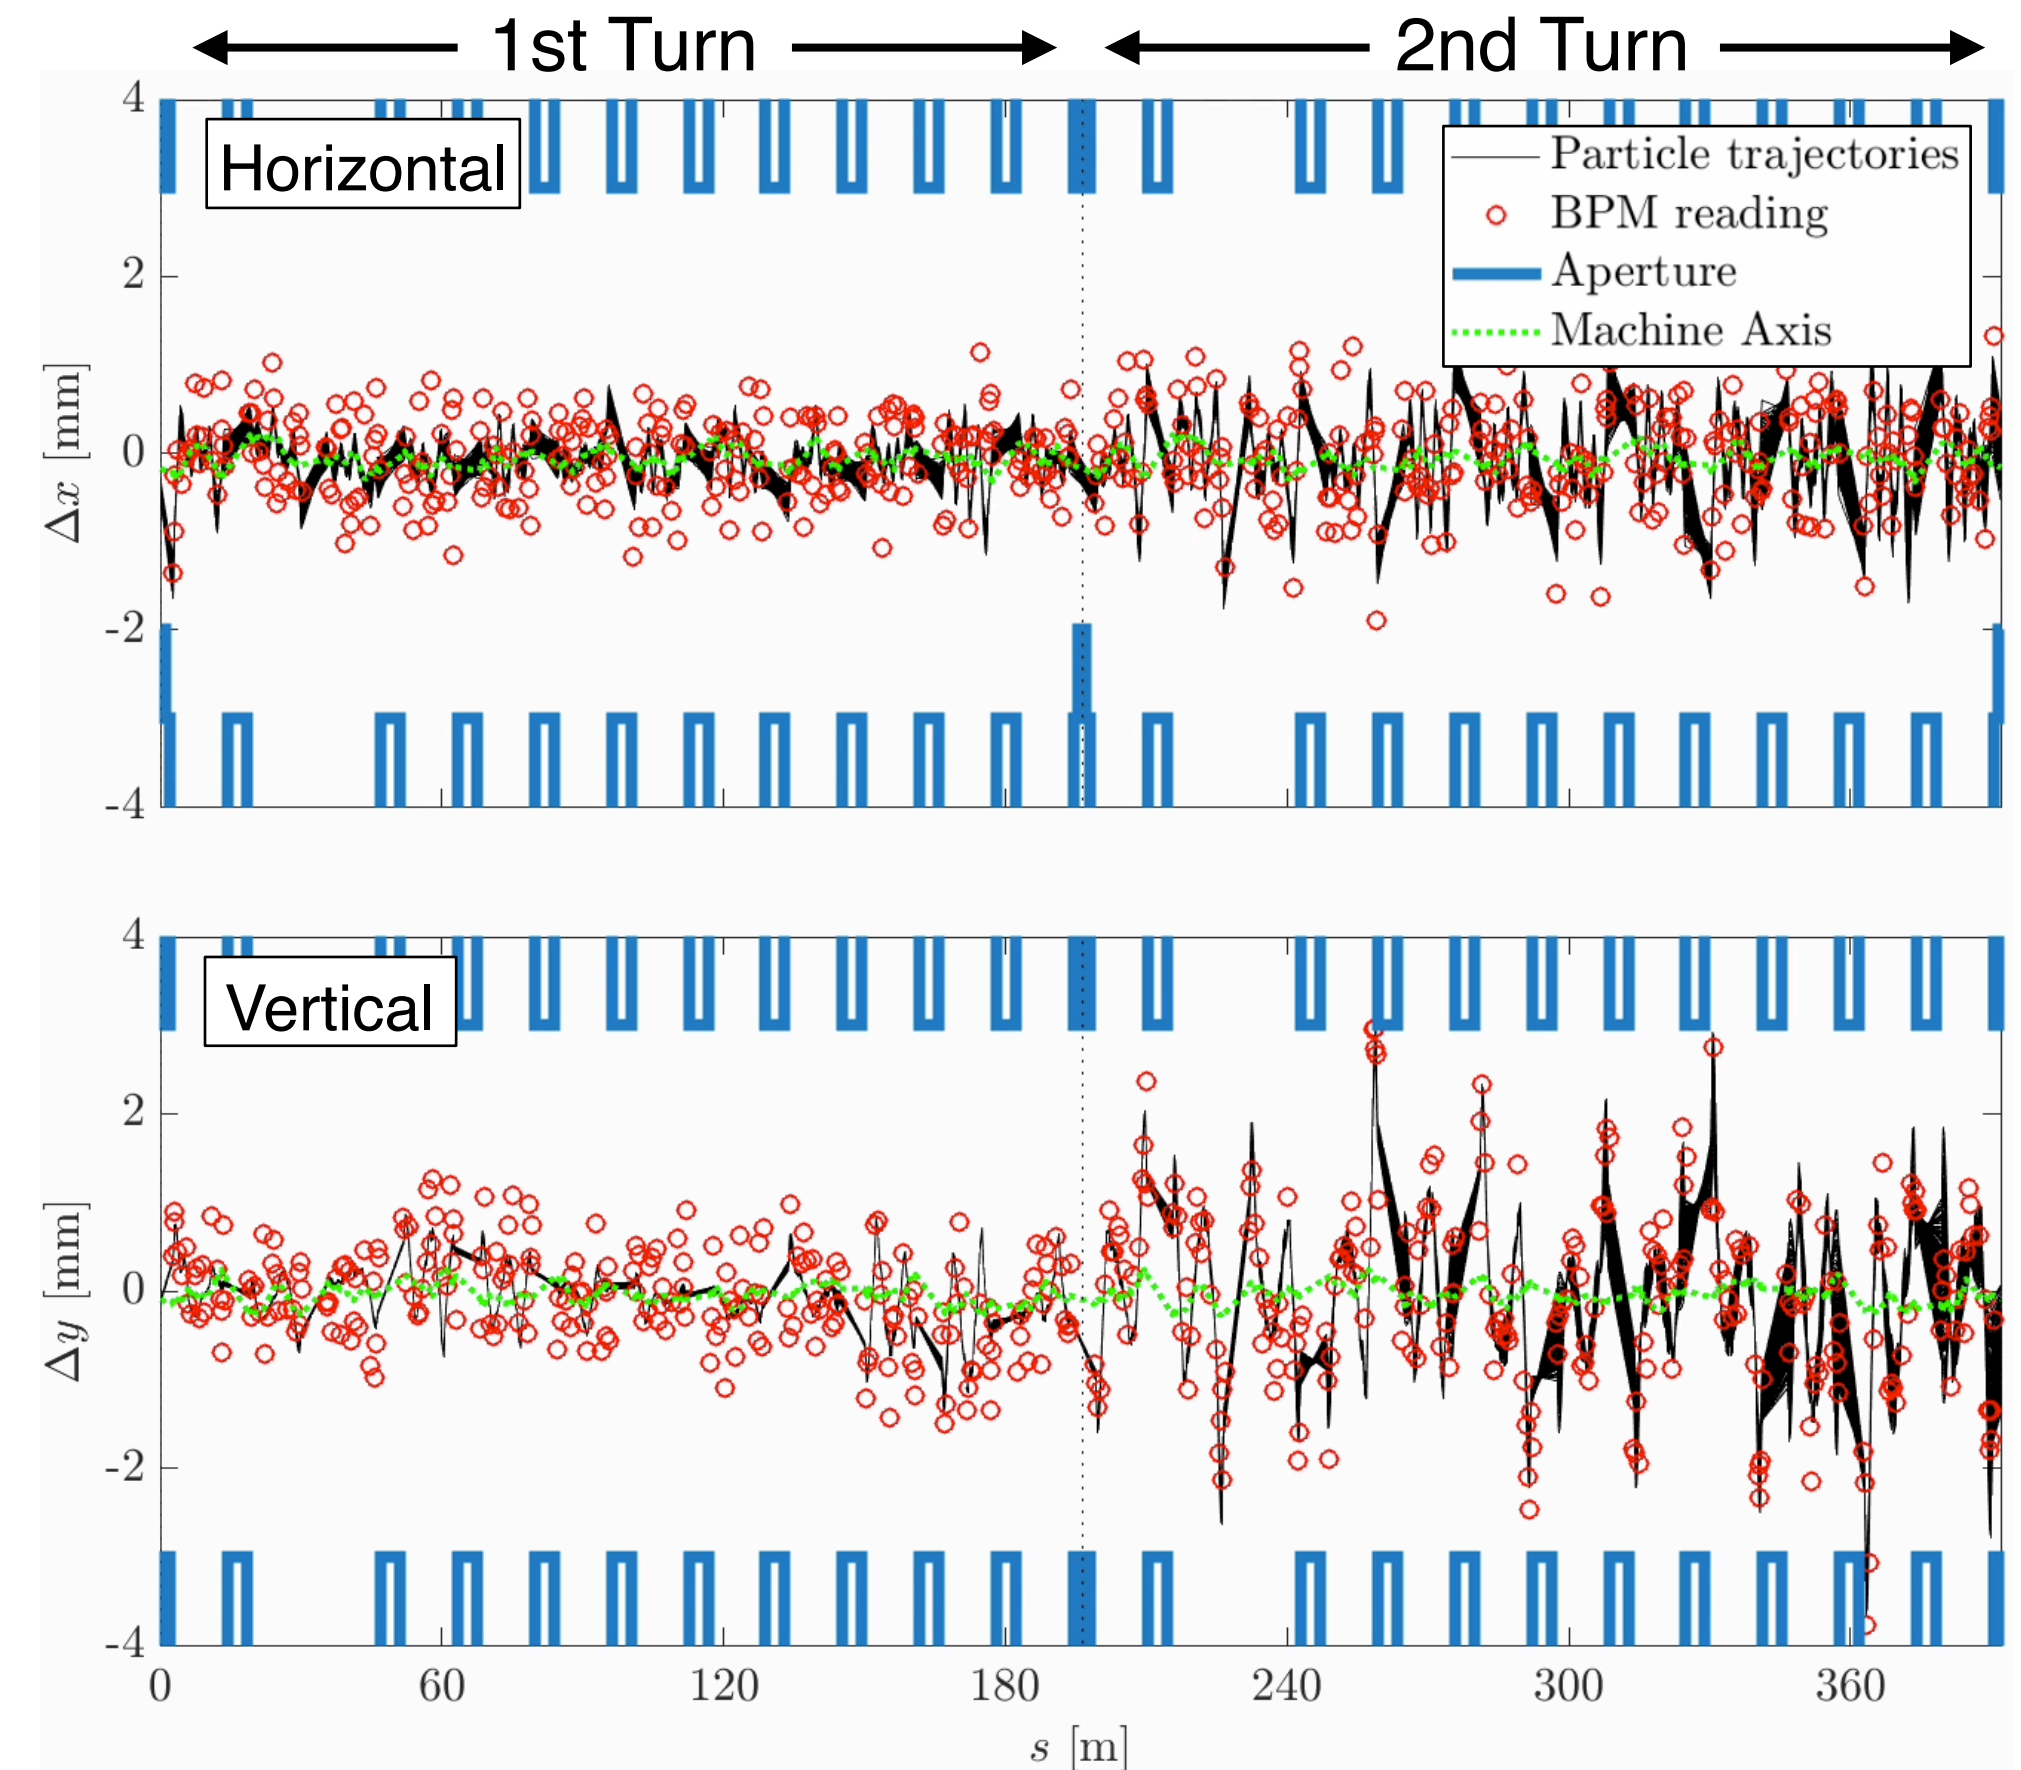 1st Turn 2nd Turn
4
Horizontal
Particle trajectories
BPM reading
2
Aperture
Machine Axis
0
Δx [mm]
-2
-4
4
Vertical
2
0
Δy [mm]
-2
-4
0 60 120 180 240 300 360
s [m]